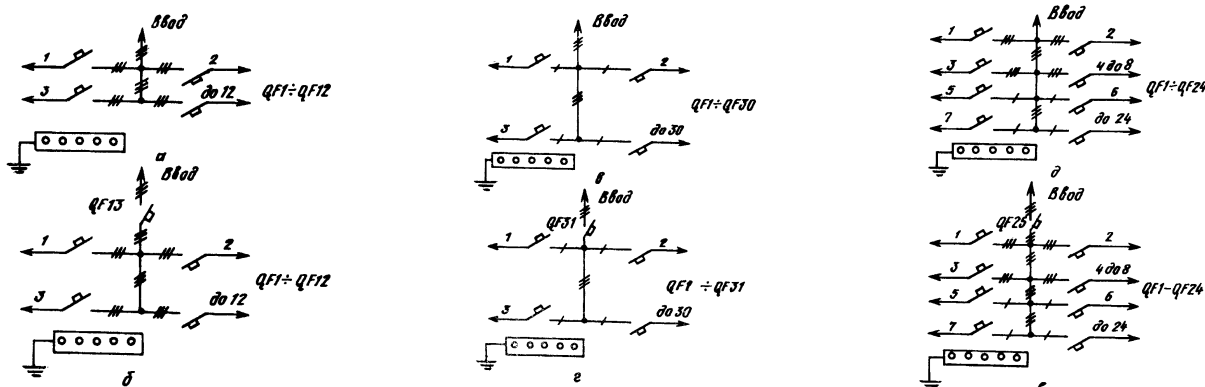 Ввод
1
2
3
до 12
QF1÷QF12
а
Ввод
QF13
1
2
3
до 12
QF1÷QF12
б
Ввод
1
2
3
до 30
QF1÷QF30
в
Ввод
QF31
1
2
3
до 30
QF1 ÷QF31
г
Ввод
1
2
3
4 до 8
5
6
7
до 24
QF1÷QF24
д
Ввод
QF25
1
2
3
4 до 8
5
6
7
до 24
QF1-QF24